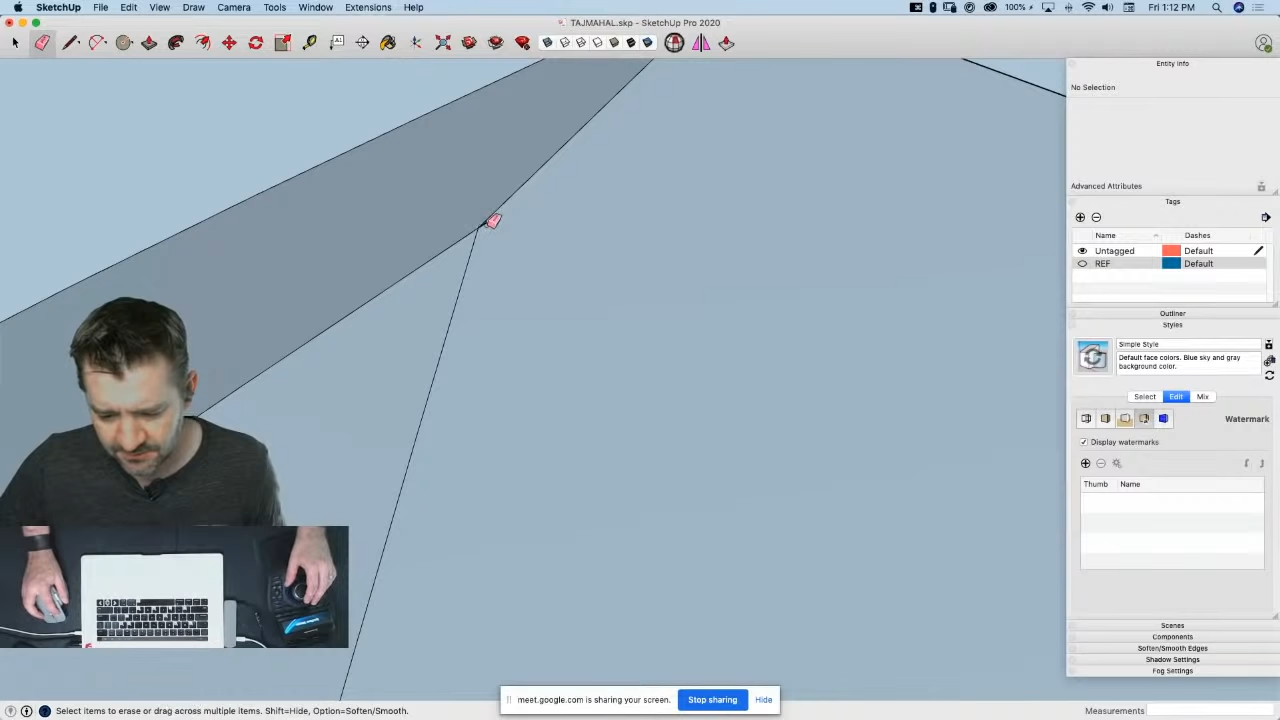 SketchUp File Edit View Draw Camera Tools Window Extensions Help
100% Fri 1:12 PM
TAJMAHAL.skp — SketchUp Pro 2020
Entity Info
No Selection
Advanced Attributes
Tags
Name Dashes
Untagged Default
REF Default
Outliner
Styles
Simple Style
Default face colors. Blue sky and gray
background color.
Select Edit Mix
Watermark
Display watermarks
Thumb Name
Scenes
Components
Soften/Smooth Edges
Shadow Settings
Fog Settings
meet.google.com is sharing your screen. Stop sharing Hide
Select items to erase or drag across multiple items. Shift=Hide, Option=Soften/Smooth.
Measurements